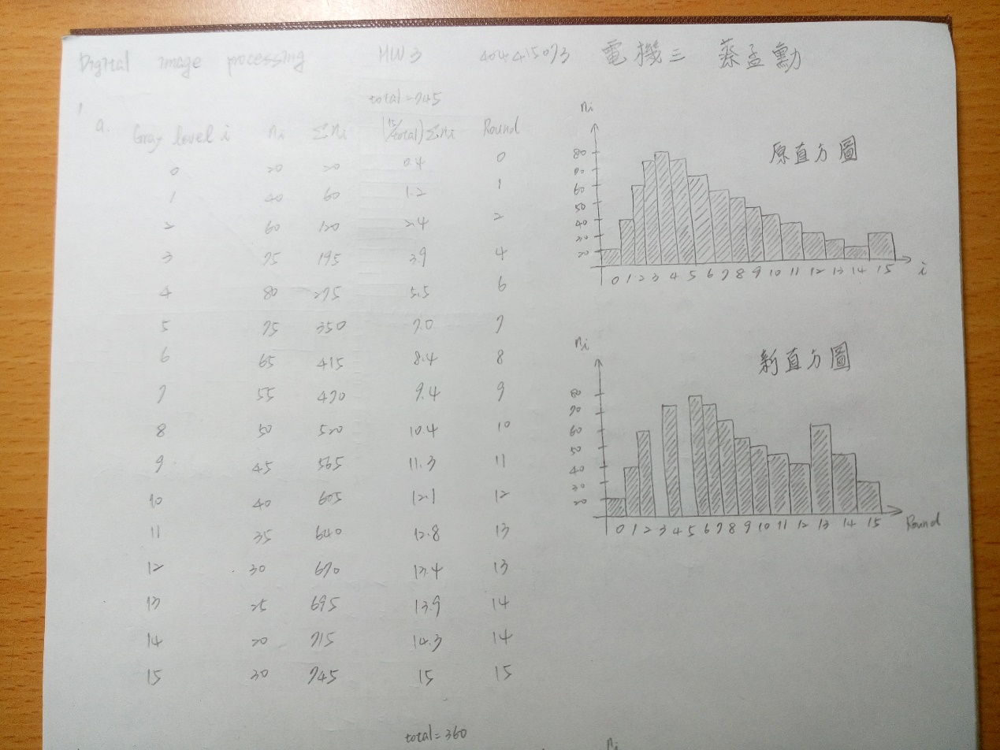 Digital image processing HW3 404415073 電機三 蔡孟勳
1
total=745
a. Gray level i ni Σni (15/total)Σni Round
0 20 20 0.4 0
1 40 60 1.2 1
2 60 120 2.4 2
3 75 195 3.9 4
4 80 275 5.5 6
5 75 350 7.0 7
6 65 415 8.4 8
7 55 470 9.4 9
8 50 520 10.4 10
9 45 565 11.3 11
10 40 605 12.1 12
11 35 640 12.8 13
12 30 670 13.4 13
13 25 695 13.9 14
14 20 715 14.3 14
15 30 745 15 15
total=360
ni
原直方圖
80
70
60
50
40
30
20
0 1 2 3 4 5 6 7 8 9 10 11 12 13 14 15 i
ni
新直方圖
80
70
60
50
40
30
20
0 1 2 3 4 5 6 7 8 9 10 11 12 13 14 15 Round
ni